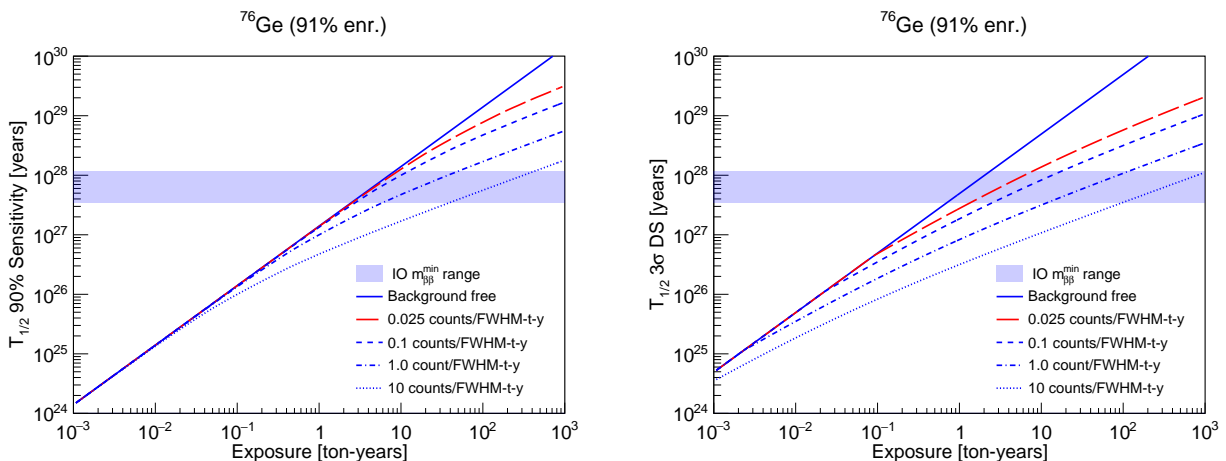 ⁷⁶Ge (91% enr.)
T₁/₂ 90% Sensitivity [years]
10³⁰
10²⁹
10²⁸
10²⁷
10²⁶
10²⁵
10²⁴
IO mββᵐⁱⁿ range
Background free
0.025 counts/FWHM-t-y
0.1 counts/FWHM-t-y
1.0 count/FWHM-t-y
10 counts/FWHM-t-y
10⁻³ 10⁻² 10⁻¹ 1 10 10² 10³
Exposure [ton-years]
⁷⁶Ge (91% enr.)
T₁/₂ 3σ DS [years]
10³⁰
10²⁹
10²⁸
10²⁷
10²⁶
10²⁵
10²⁴
IO mββᵐⁱⁿ range
Background free
0.025 counts/FWHM-t-y
0.1 counts/FWHM-t-y
1.0 count/FWHM-t-y
10 counts/FWHM-t-y
10⁻³ 10⁻² 10⁻¹ 1 10 10² 10³
Exposure [ton-years]